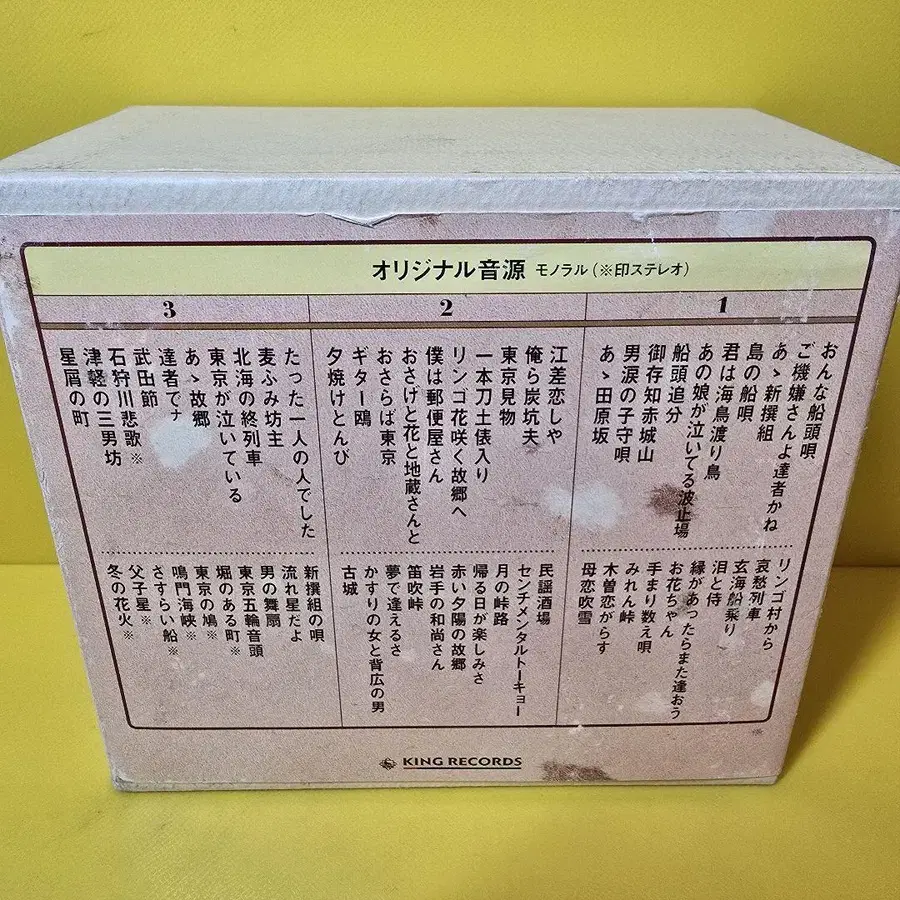 オリジナル音源 モノラル(※印ステレオ)
1
おんな船頭唄
ご機嫌さんよ達者かね
あゝ新撰組
島の船唄
君は海鳥渡り鳥
あの娘が泣いてる波止場
船頭追分
御存知赤城山
男涙の子守唄
あゝ田原坂
リンゴ村から
哀愁列車
玄海船乗り
泪と侍
縁があったらまた逢おう
お花ちゃん
手まり数え唄
みれん峠
木曽恋がらす
母恋吹雪
2
江差恋しや
俺ら炭坑夫
東京見物
一本刀土俵入り
リンゴ花咲く故郷へ
僕は郵便屋さん
おさげと花と地蔵さんと
おさらば東京
ギター鴎
夕焼けとんび
民謡酒場
センチメンタルトーキョー
月の峠路
帰る日が楽しみさ
赤い夕陽の故郷
岩手の和尚さん
笛吹峠
夢で逢えるさ
かすりの女と背広の男
古城
3
たった一人の人でした
麦ふみ坊主
北海の終列車
東京が泣いている
あゝ故郷
達者でナ
武田節
石狩川悲歌※
津軽の三男坊
星屑の町
新撰組の唄
流れ星だよ
男の舞扇
東京五輪音頭
堀のある町※
東京の鳩※
鳴門海峡※
さすらい船※
父子星※
冬の花火※
KING RECORDS